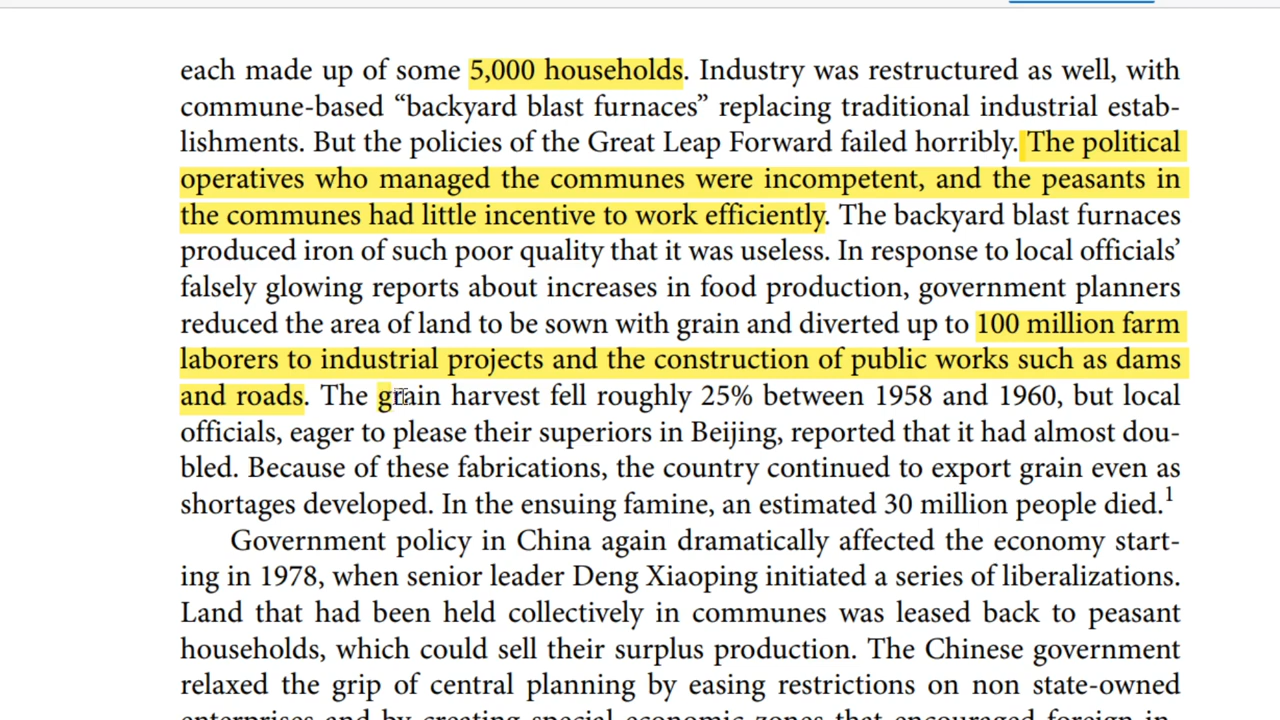 each made up of some 5,000 households. Industry was restructured as well, with
commune-based “backyard blast furnaces” replacing traditional industrial estab-
lishments. But the policies of the Great Leap Forward failed horribly. The political
operatives who managed the communes were incompetent, and the peasants in
the communes had little incentive to work efficiently. The backyard blast furnaces
produced iron of such poor quality that it was useless. In response to local officials’
falsely glowing reports about increases in food production, government planners
reduced the area of land to be sown with grain and diverted up to 100 million farm
laborers to industrial projects and the construction of public works such as dams
and roads. The grain harvest fell roughly 25% between 1958 and 1960, but local
officials, eager to please their superiors in Beijing, reported that it had almost dou-
bled. Because of these fabrications, the country continued to export grain even as
shortages developed. In the ensuing famine, an estimated 30 million people died.1
Government policy in China again dramatically affected the economy start-
ing in 1978, when senior leader Deng Xiaoping initiated a series of liberalizations.
Land that had been held collectively in communes was leased back to peasant
households, which could sell their surplus production. The Chinese government
relaxed the grip of central planning by easing restrictions on non state-owned
enterprises and by creating special economic zones that encouraged foreign in-